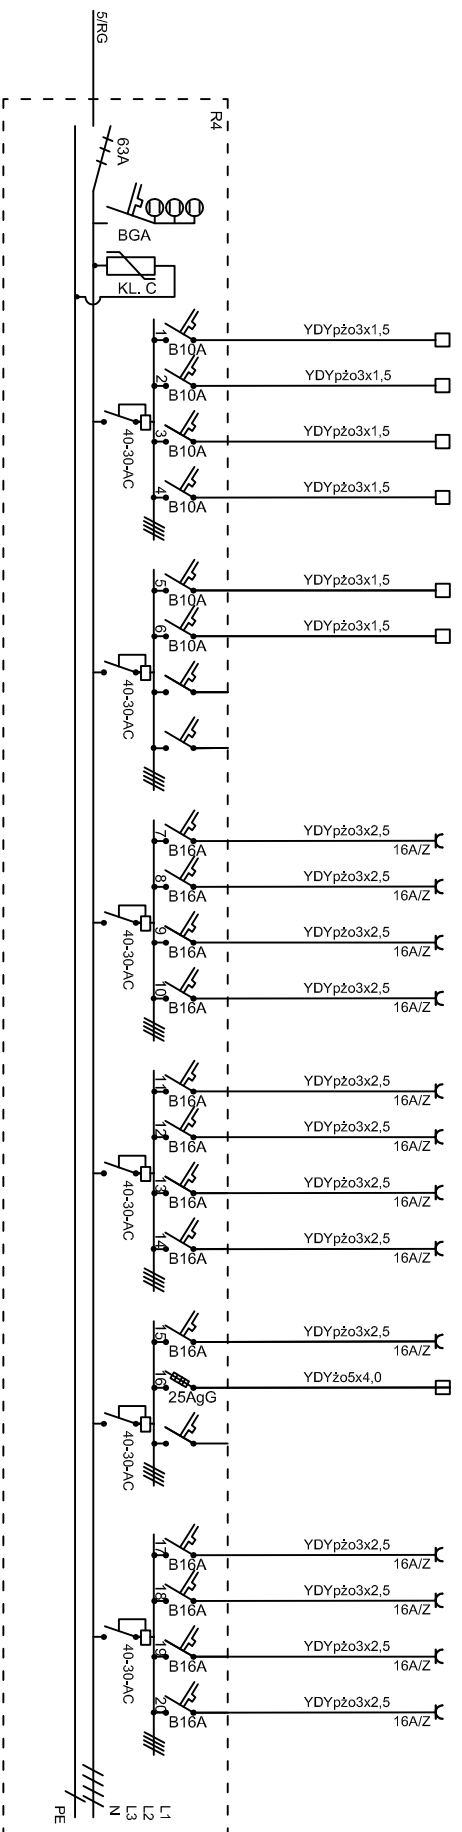 5/RG
R4
63A
BGA
KL. C
1
B10A
YDYpżo3x1,5
2
B10A
YDYpżo3x1,5
40-30-AC
3
B10A
YDYpżo3x1,5
4
B10A
YDYpżo3x1,5
5
B10A
YDYpżo3x1,5
6
B10A
YDYpżo3x1,5
40-30-AC
7
B16A
YDYpżo3x2,5
16A/Z
8
B16A
YDYpżo3x2,5
16A/Z
40-30-AC
9
B16A
YDYpżo3x2,5
16A/Z
10
B16A
YDYpżo3x2,5
16A/Z
11
B16A
YDYpżo3x2,5
16A/Z
12
B16A
YDYpżo3x2,5
16A/Z
40-30-AC
13
B16A
YDYpżo3x2,5
16A/Z
14
B16A
YDYpżo3x2,5
16A/Z
15
B16A
YDYpżo3x2,5
16A/Z
16
25AgG
YDYżo5x4,0
40-30-AC
17
B16A
YDYpżo3x2,5
16A/Z
18
B16A
YDYpżo3x2,5
16A/Z
40-30-AC
19
B16A
YDYpżo3x2,5
16A/Z
20
B16A
YDYpżo3x2,5
16A/Z
L1
L2
L3
N
PE